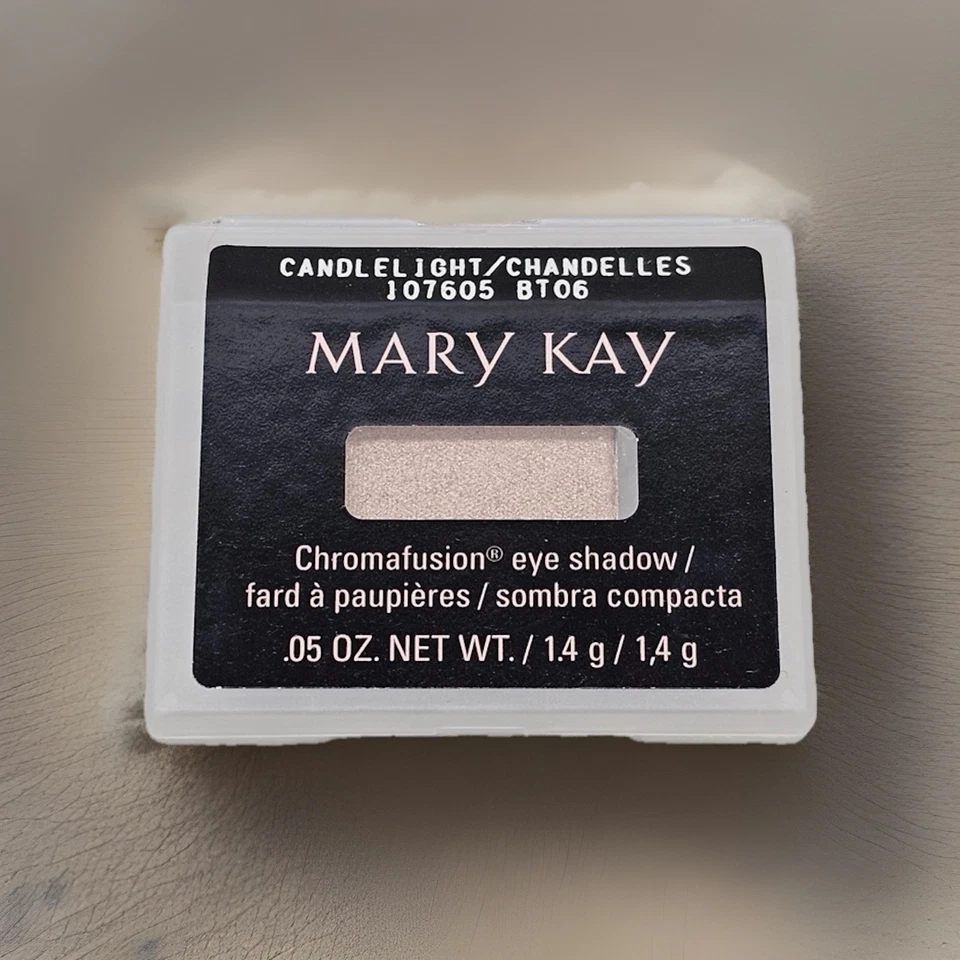 CANDLELIGHT/CHANDELLES
107605 BT06
MARY KAY
Chromafusion® eye shadow /
fard à paupières / sombra compacta
.05 OZ. NET WT. / 1.4 g / 1,4 g